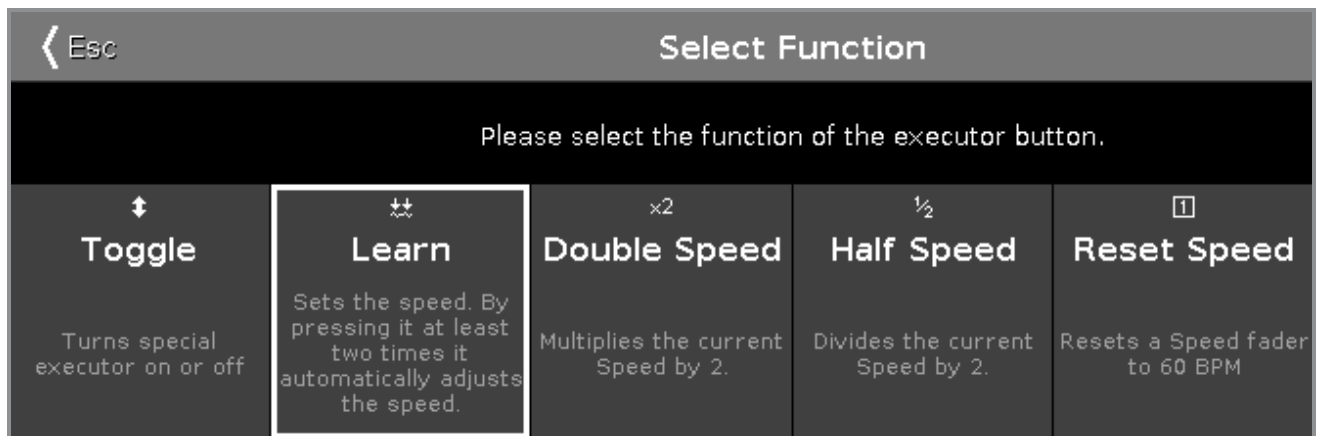 Esc
Select Function
Please select the function of the executor button.
Toggle
Turns special
executor on or off
Learn
Sets the speed. By
pressing it at least
two times it
automatically adjusts
the speed.
x2
Double Speed
Multiplies the current
Speed by 2.
½
Half Speed
Divides the current
Speed by 2.
1
Reset Speed
Resets a Speed fader
to 60 BPM